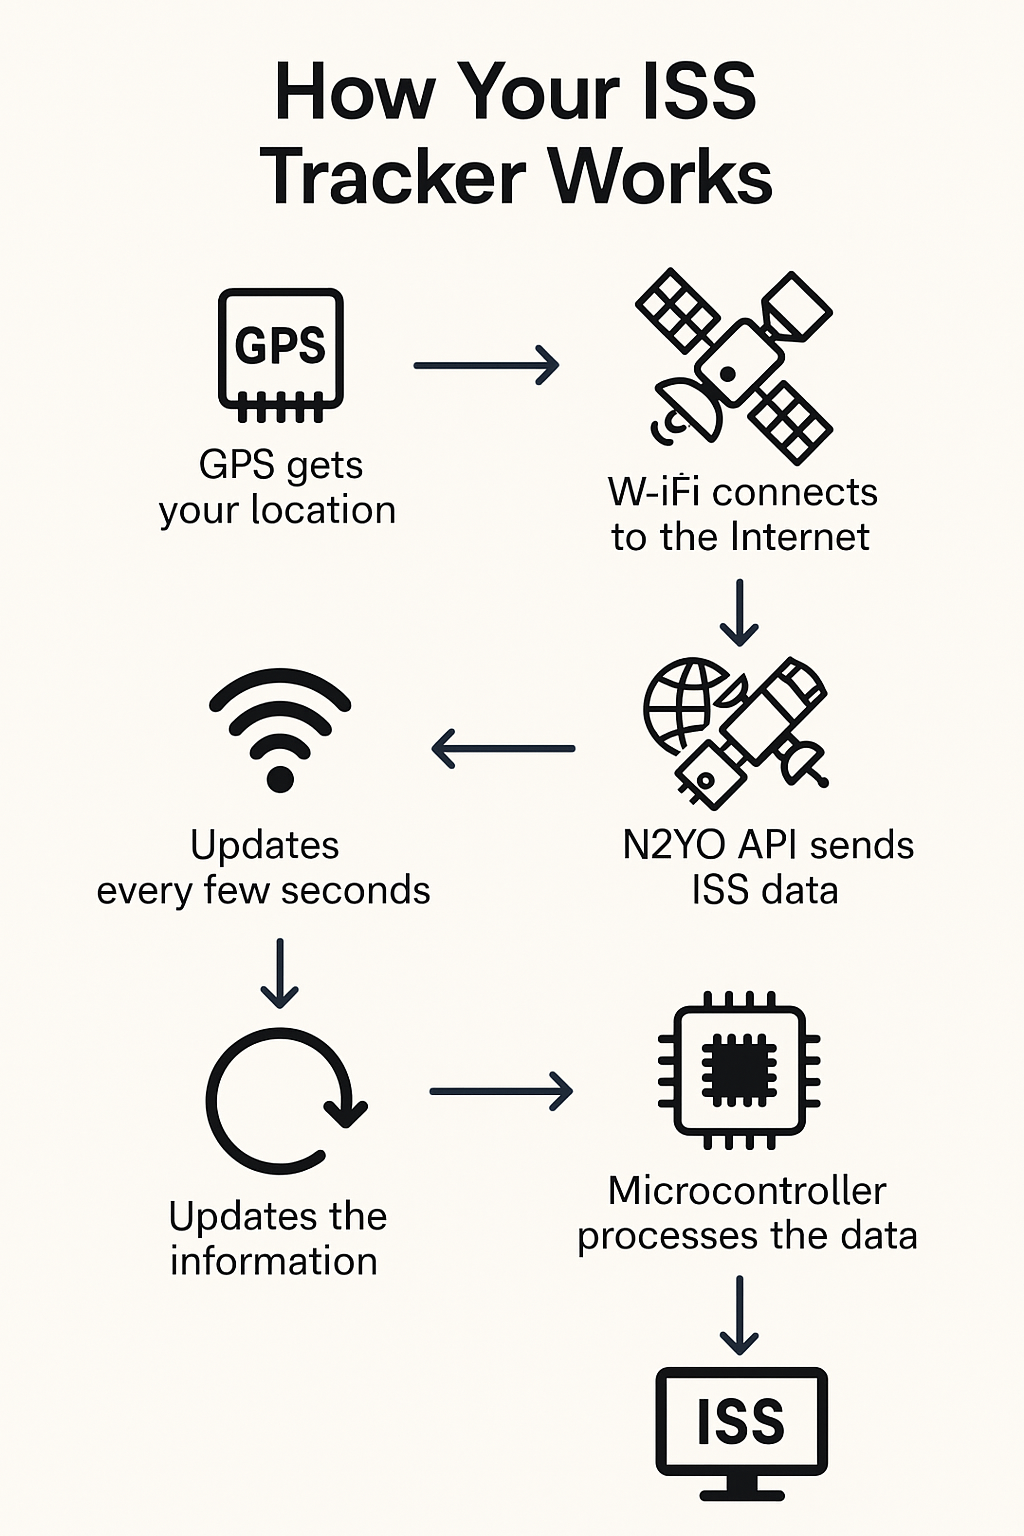 How Your ISS
Tracker Works
GPS
GPS gets
your location
W-iFi connects
to the Internet
N2YO API sends
ISS data
Updates
every few seconds
Updates the
information
Microcontroller
processes the data
ISS